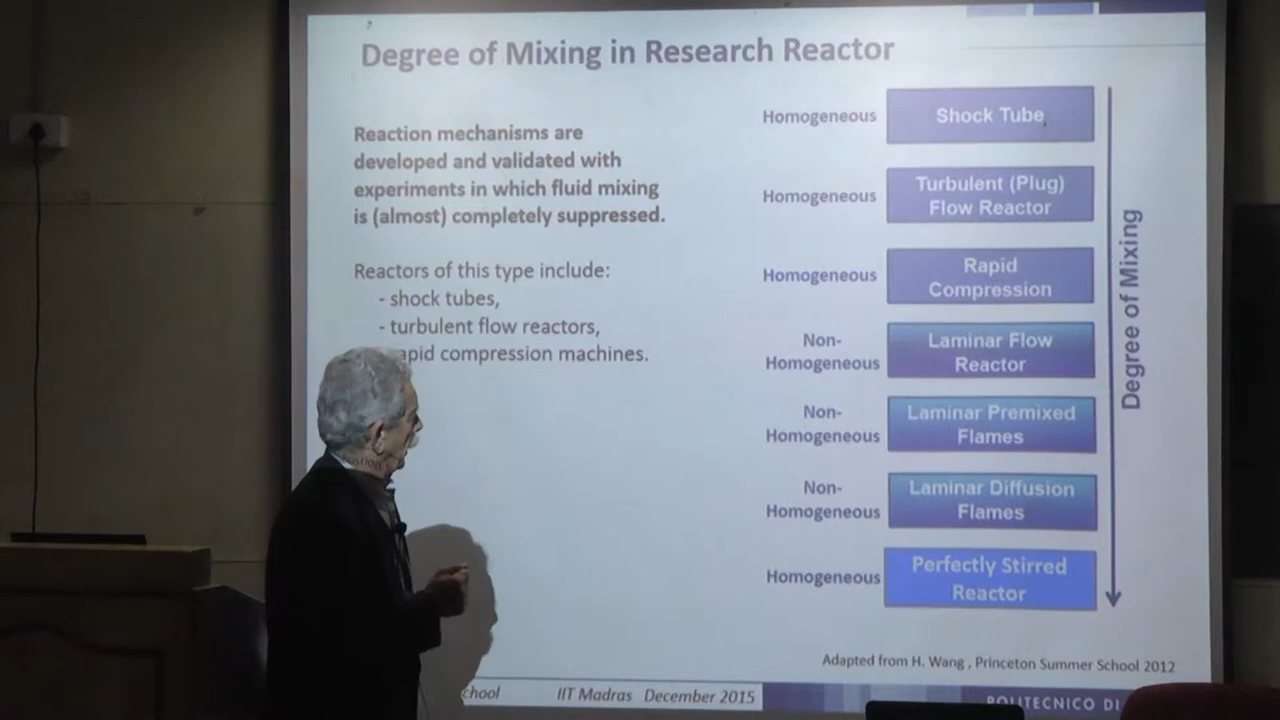 Degree of Mixing in Research Reactor
Reaction mechanisms are
developed and validated with
experiments in which fluid mixing
is (almost) completely suppressed.
Reactors of this type include:
- shock tubes,
- turbulent flow reactors,
apid compression machines.
Homogeneous
Shock Tube
Homogeneous
Turbulent (Plug)
Flow Reactor
Homogeneous
Rapid
Compression
Non-
Homogeneous
Laminar Flow
Reactor
Non-
Homogeneous
Laminar Premixed
Flames
Non-
Homogeneous
Laminar Diffusion
Flames
Homogeneous
Perfectly Stirred
Reactor
Degree of Mixing
Adapted from H. Wang , Princeton Summer School 2012
chool IIT Madras December 2015
POLITECNICO DI